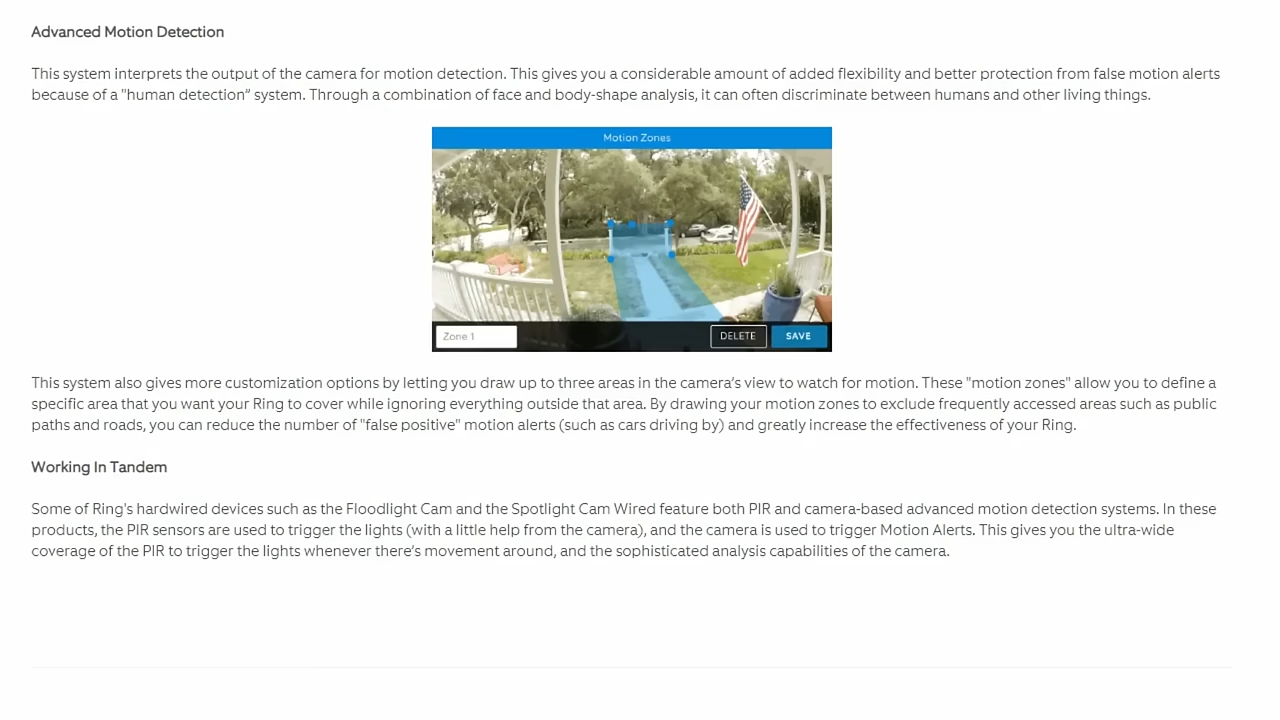 Advanced Motion Detection
This system interprets the output of the camera for motion detection. This gives you a considerable amount of added flexibility and better protection from false motion alerts
because of a "human detection" system. Through a combination of face and body-shape analysis, it can often discriminate between humans and other living things.
Motion Zones
Zone 1
DELETE
SAVE
This system also gives more customization options by letting you draw up to three areas in the camera's view to watch for motion. These "motion zones" allow you to define a
specific area that you want your Ring to cover while ignoring everything outside that area. By drawing your motion zones to exclude frequently accessed areas such as public
paths and roads, you can reduce the number of "false positive" motion alerts (such as cars driving by) and greatly increase the effectiveness of your Ring.
Working In Tandem
Some of Ring's hardwired devices such as the Floodlight Cam and the Spotlight Cam Wired feature both PIR and camera-based advanced motion detection systems. In these
products, the PIR sensors are used to trigger the lights (with a little help from the camera), and the camera is used to trigger Motion Alerts. This gives you the ultra-wide
coverage of the PIR to trigger the lights whenever there's movement around, and the sophisticated analysis capabilities of the camera.